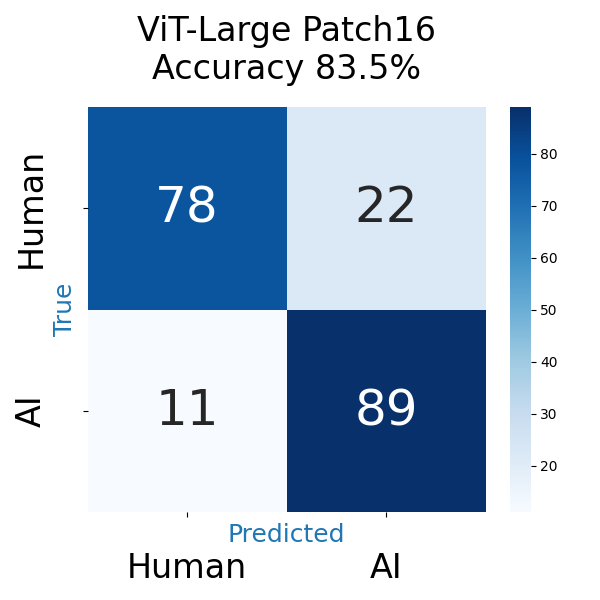 ViT-Large Patch16
Accuracy 83.5%
Human
78
22
80
70
60
50
40
30
20
True
AI
11
89
Predicted
Human
AI